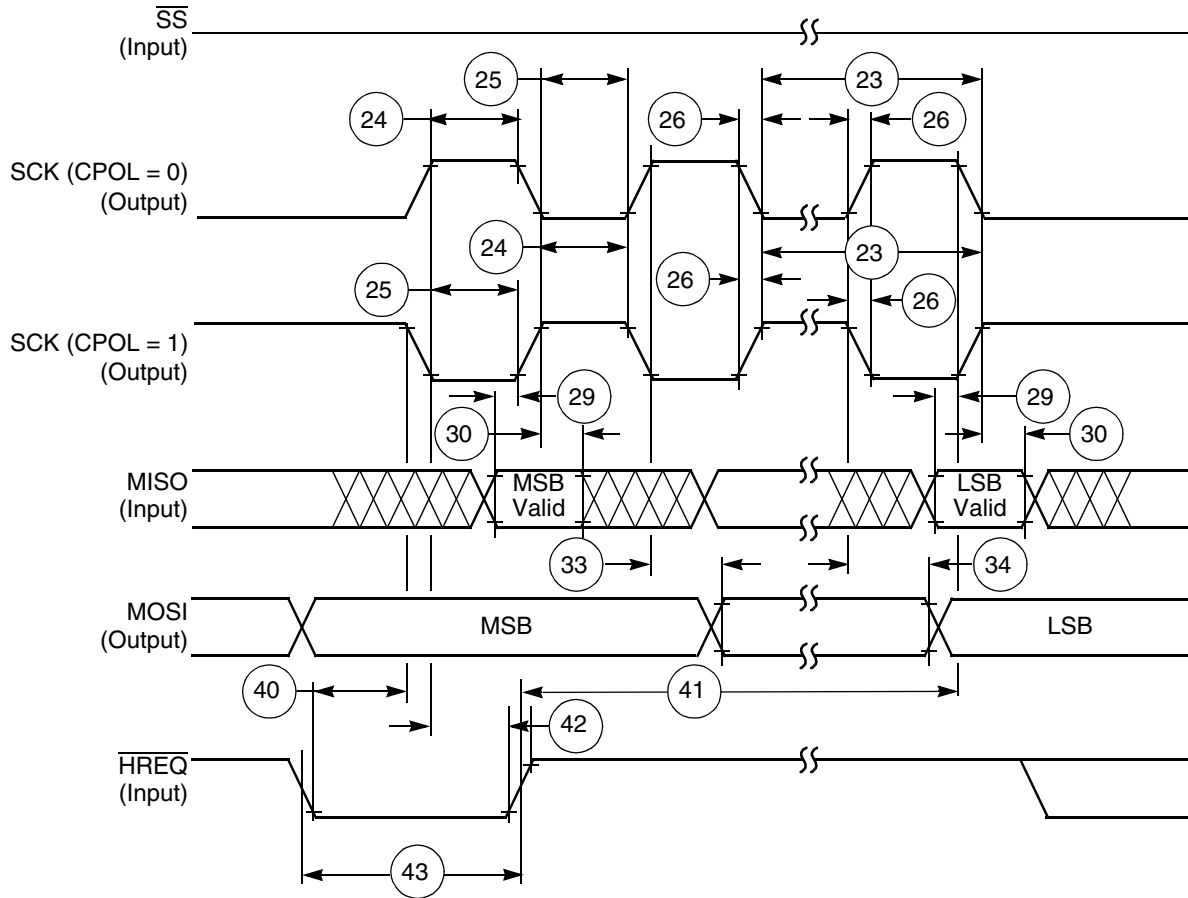 SS
(Input)
25
23
24
26
26
SCK (CPOL = 0)
(Output)
24
23
25
26
26
SCK (CPOL = 1)
(Output)
29
29
30
30
MISO
(Input)
MSB
Valid
LSB
Valid
33
34
MOSI
(Output)
MSB
LSB
40
41
42
HREQ
(Input)
43